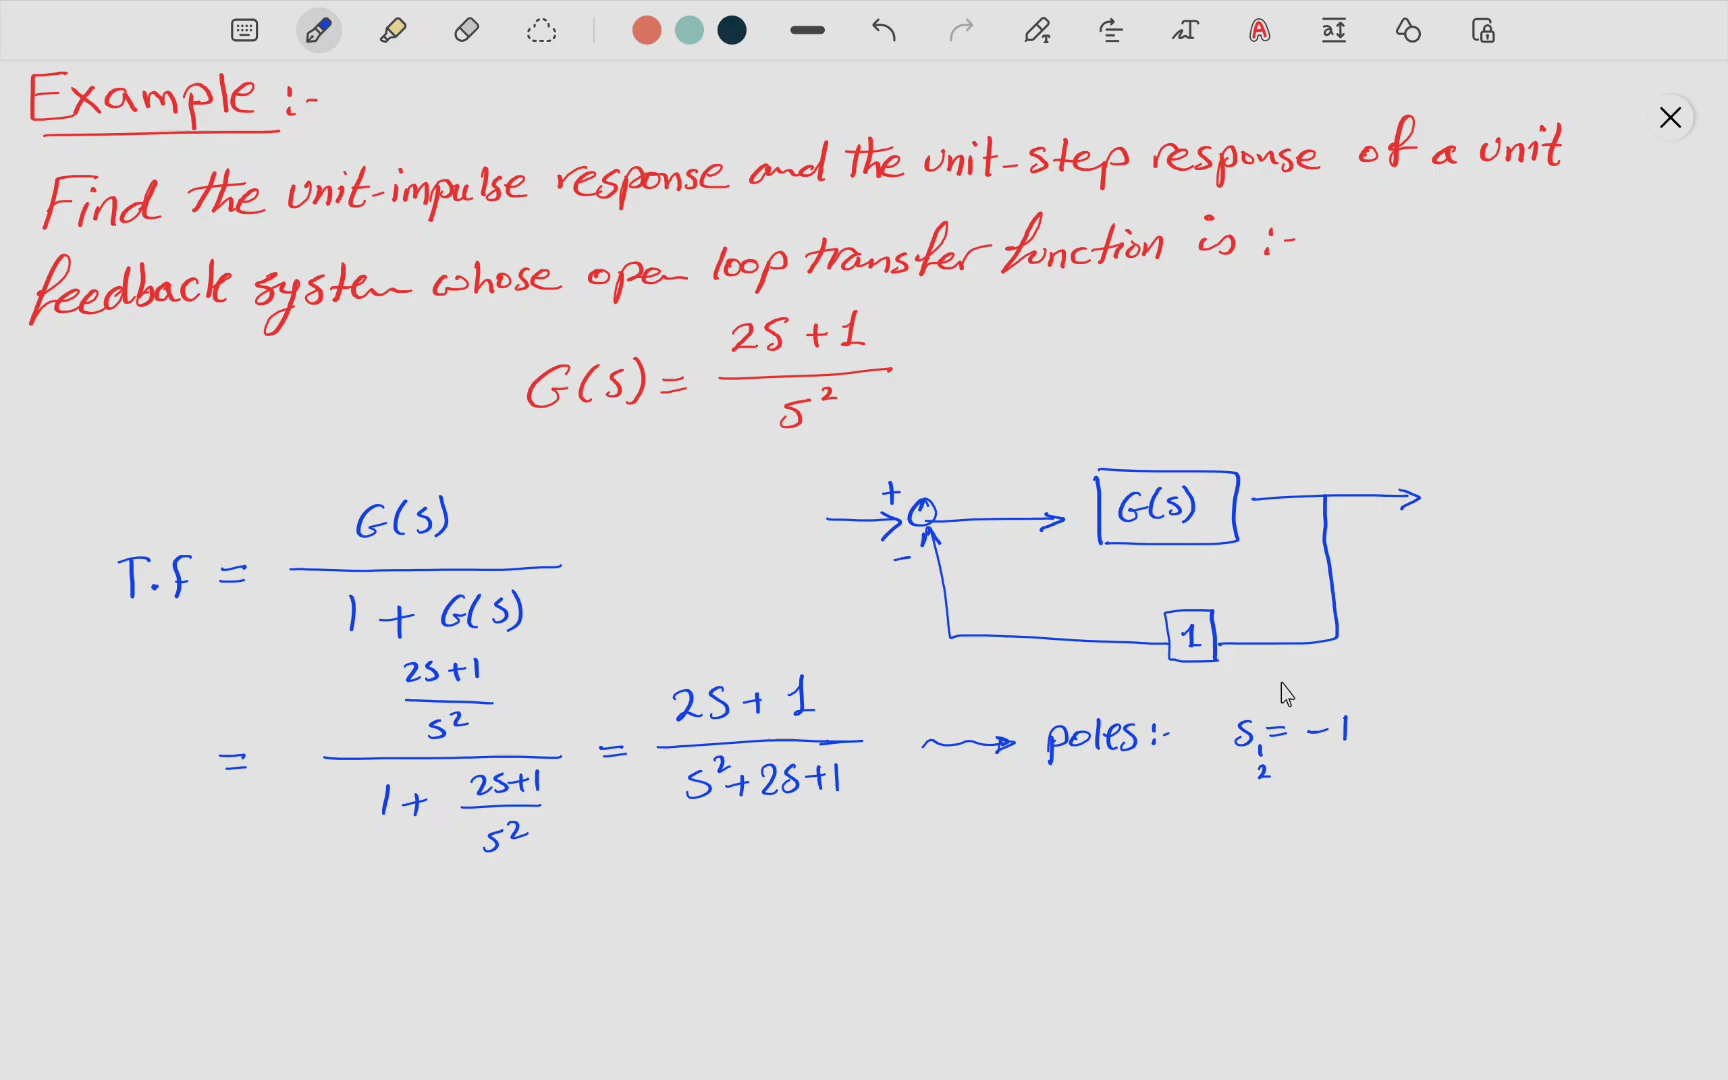 Example :-
Find the unit-impulse response and the unit-step response of a unit
feedback system whose open loop transfer function is :-
G(s) = (2s + 1) / s²
T.f = G(s) / (1 + G(s))
+
-
G(s)
1
= ((2s+1) / s²) / (1 + (2s+1) / s²) = (2s + 1) / (s² + 2s + 1) → poles :- s₁,₂ = -1